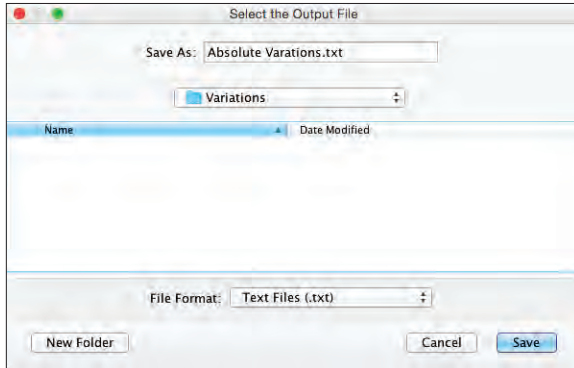 Select the Output File
Save As: Absolute Varations.txt
Variations
Name Date Modified
File Format: Text Files (.txt)
New Folder Cancel Save